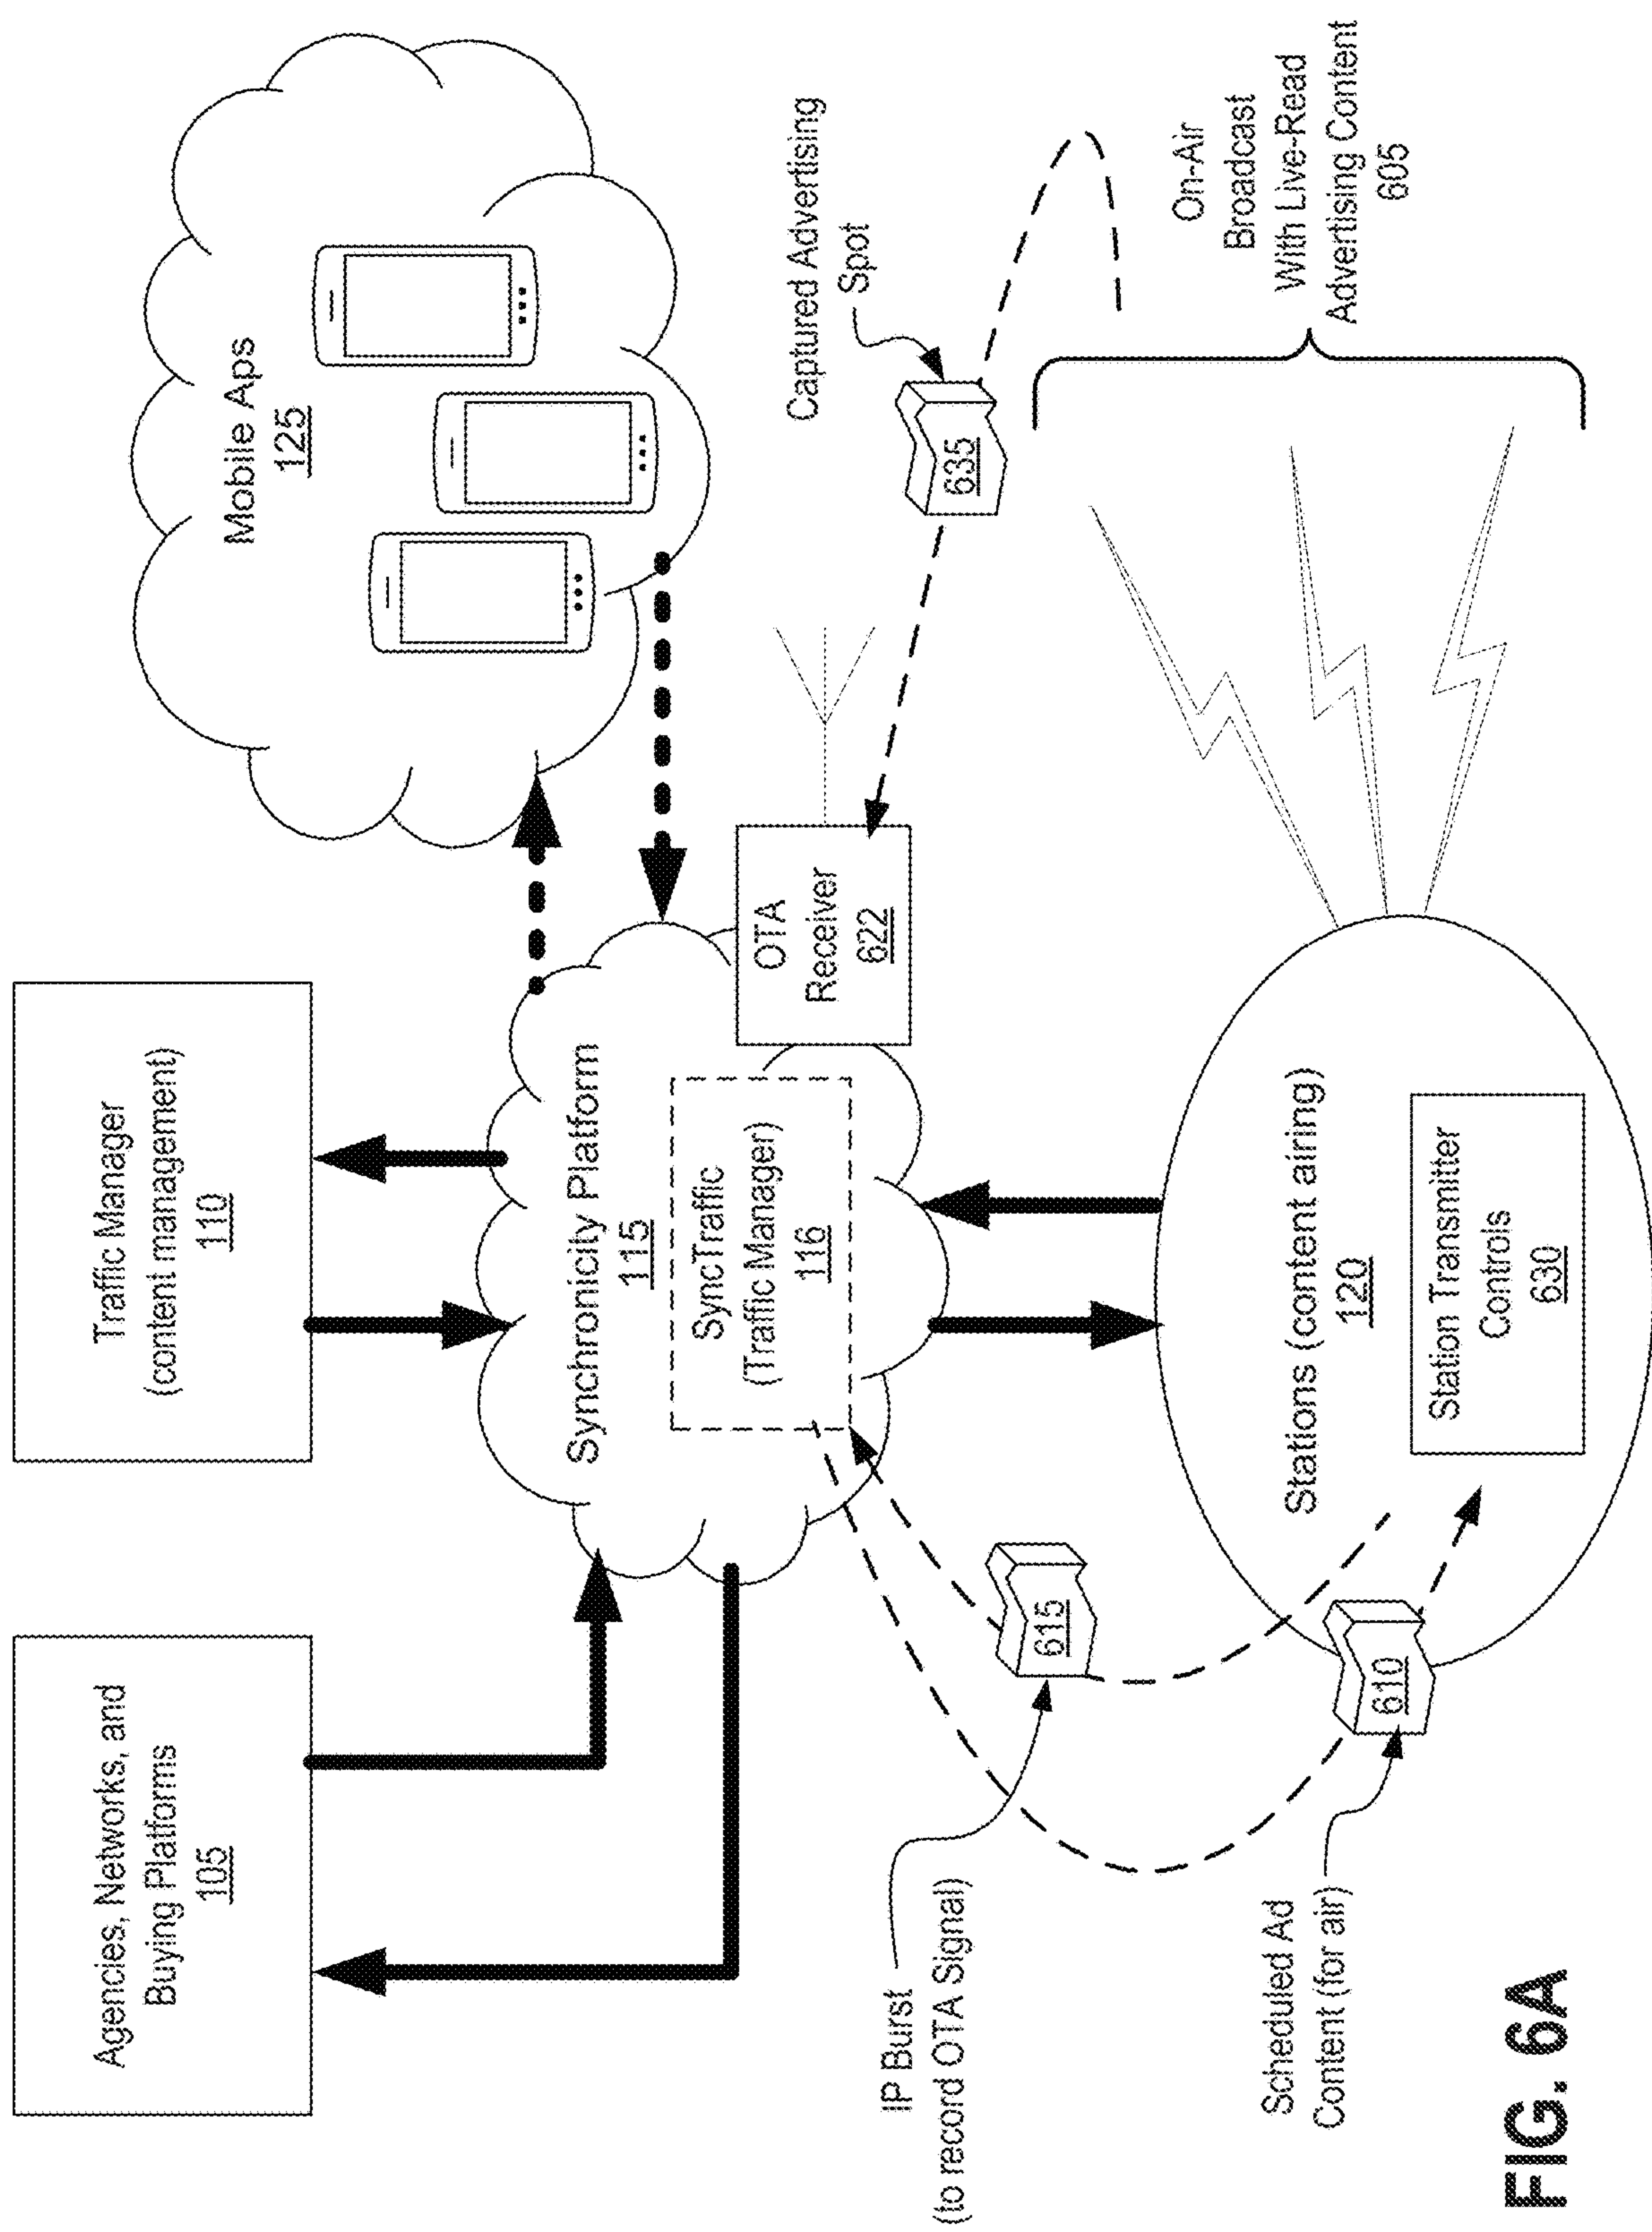 Agencies, Networks, and
Buying Platforms
105
Traffic Manager
(content management)
110
Mobile Aps
125
Synchronicity Platform
115
SyncTraffic
(Traffic Manager)
116
OTA
Receiver
622
Captured Advertising
Spot
635
IP Burst
(to record OTA Signal)
615
Scheduled Ad
Content (for air)
610
Stations (content airing)
120
Station Transmitter
Controls
630
On-Air
Broadcast
With Live-Read
Advertising Content
605
FIG. 6A